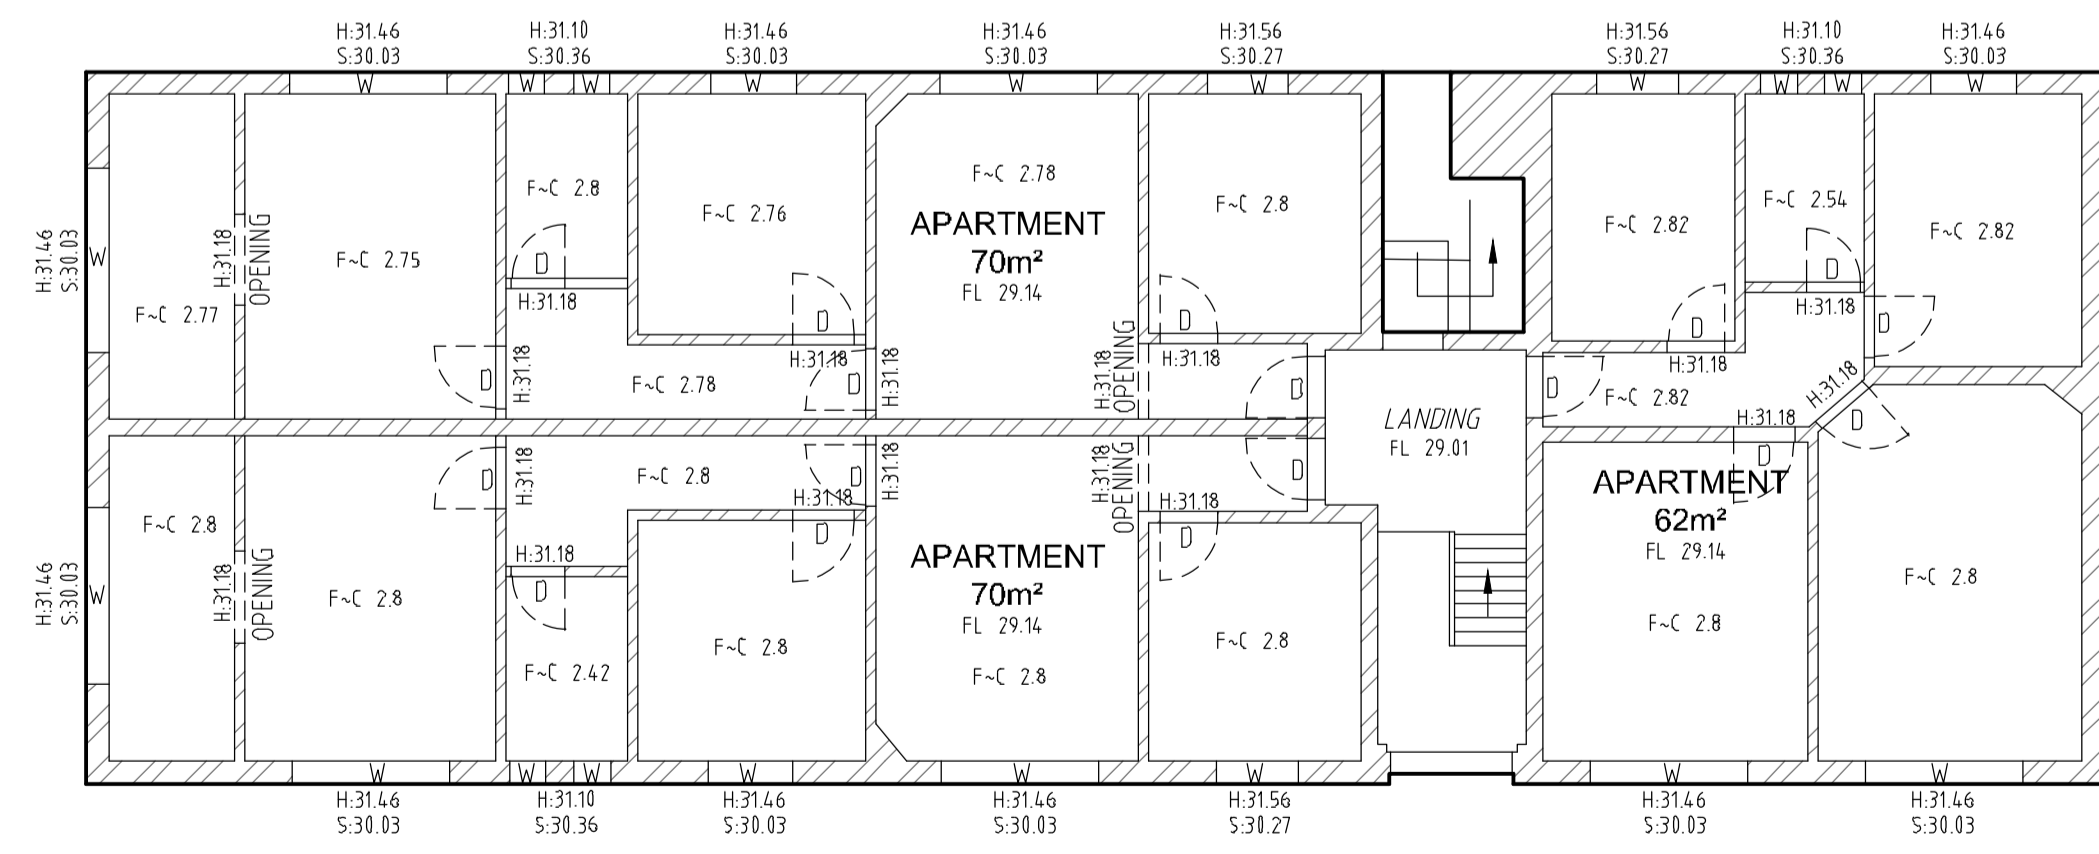 H:31.46
S:30.03
H:31.10
S:30.36
H:31.46
S:30.03
H:31.46
S:30.03
H:31.56
S:30.27
H:31.56
S:30.27
H:31.10
S:30.36
H:31.46
S:30.03
W
W
W
W
W
W
W
W
W
W
H:31.46
S:30.03
W
F~C 2.77
H:31.18
OPENING
F~C 2.75
F~C 2.8
D
H:31.18
F~C 2.76
D
H:31.18
F~C 2.78
D
H:31.18
D
H:31.18
F~C 2.78
APARTMENT
70m²
FL 29.14
H:31.18
OPENING
F~C 2.8
D
H:31.18
D
F~C 2.82
D
H:31.18
F~C 2.54
D
H:31.18
F~C 2.82
D
D
F~C 2.82
H:31.18
H:31.18
D
LANDING
FL 29.01
H:31.46
S:30.03
W
F~C 2.8
H:31.18
OPENING
F~C 2.8
D
H:31.18
F~C 2.8
H:31.18
D
F~C 2.42
H:31.18
D
D
H:31.18
F~C 2.8
APARTMENT
70m²
FL 29.14
F~C 2.8
H:31.18
OPENING
H:31.18
D
D
F~C 2.8
D
APARTMENT
62m²
FL 29.14
F~C 2.8
F~C 2.8
W
W
W
W
W
W
W
W
H:31.46
S:30.03
H:31.10
S:30.36
H:31.46
S:30.03
H:31.46
S:30.03
H:31.56
S:30.27
H:31.46
S:30.03
H:31.46
S:30.03